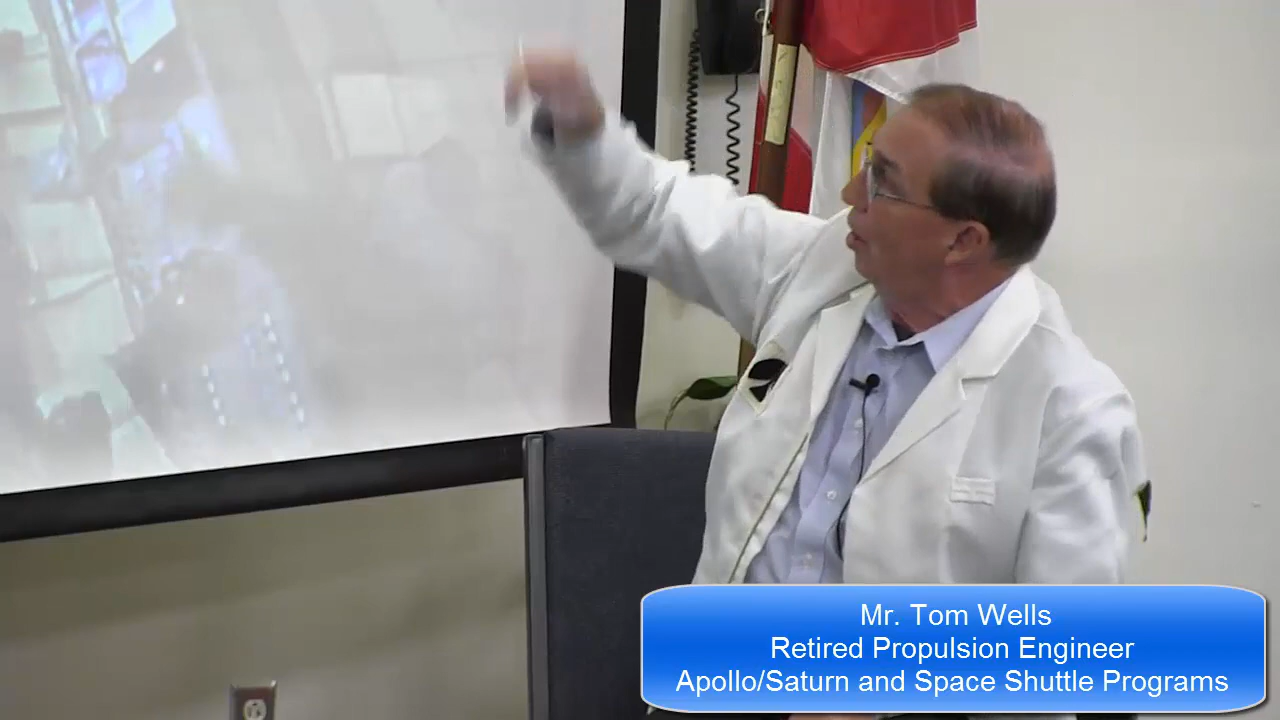 Mr. Tom Wells
Retired Propulsion Engineer
Apollo/Saturn and Space Shuttle Programs